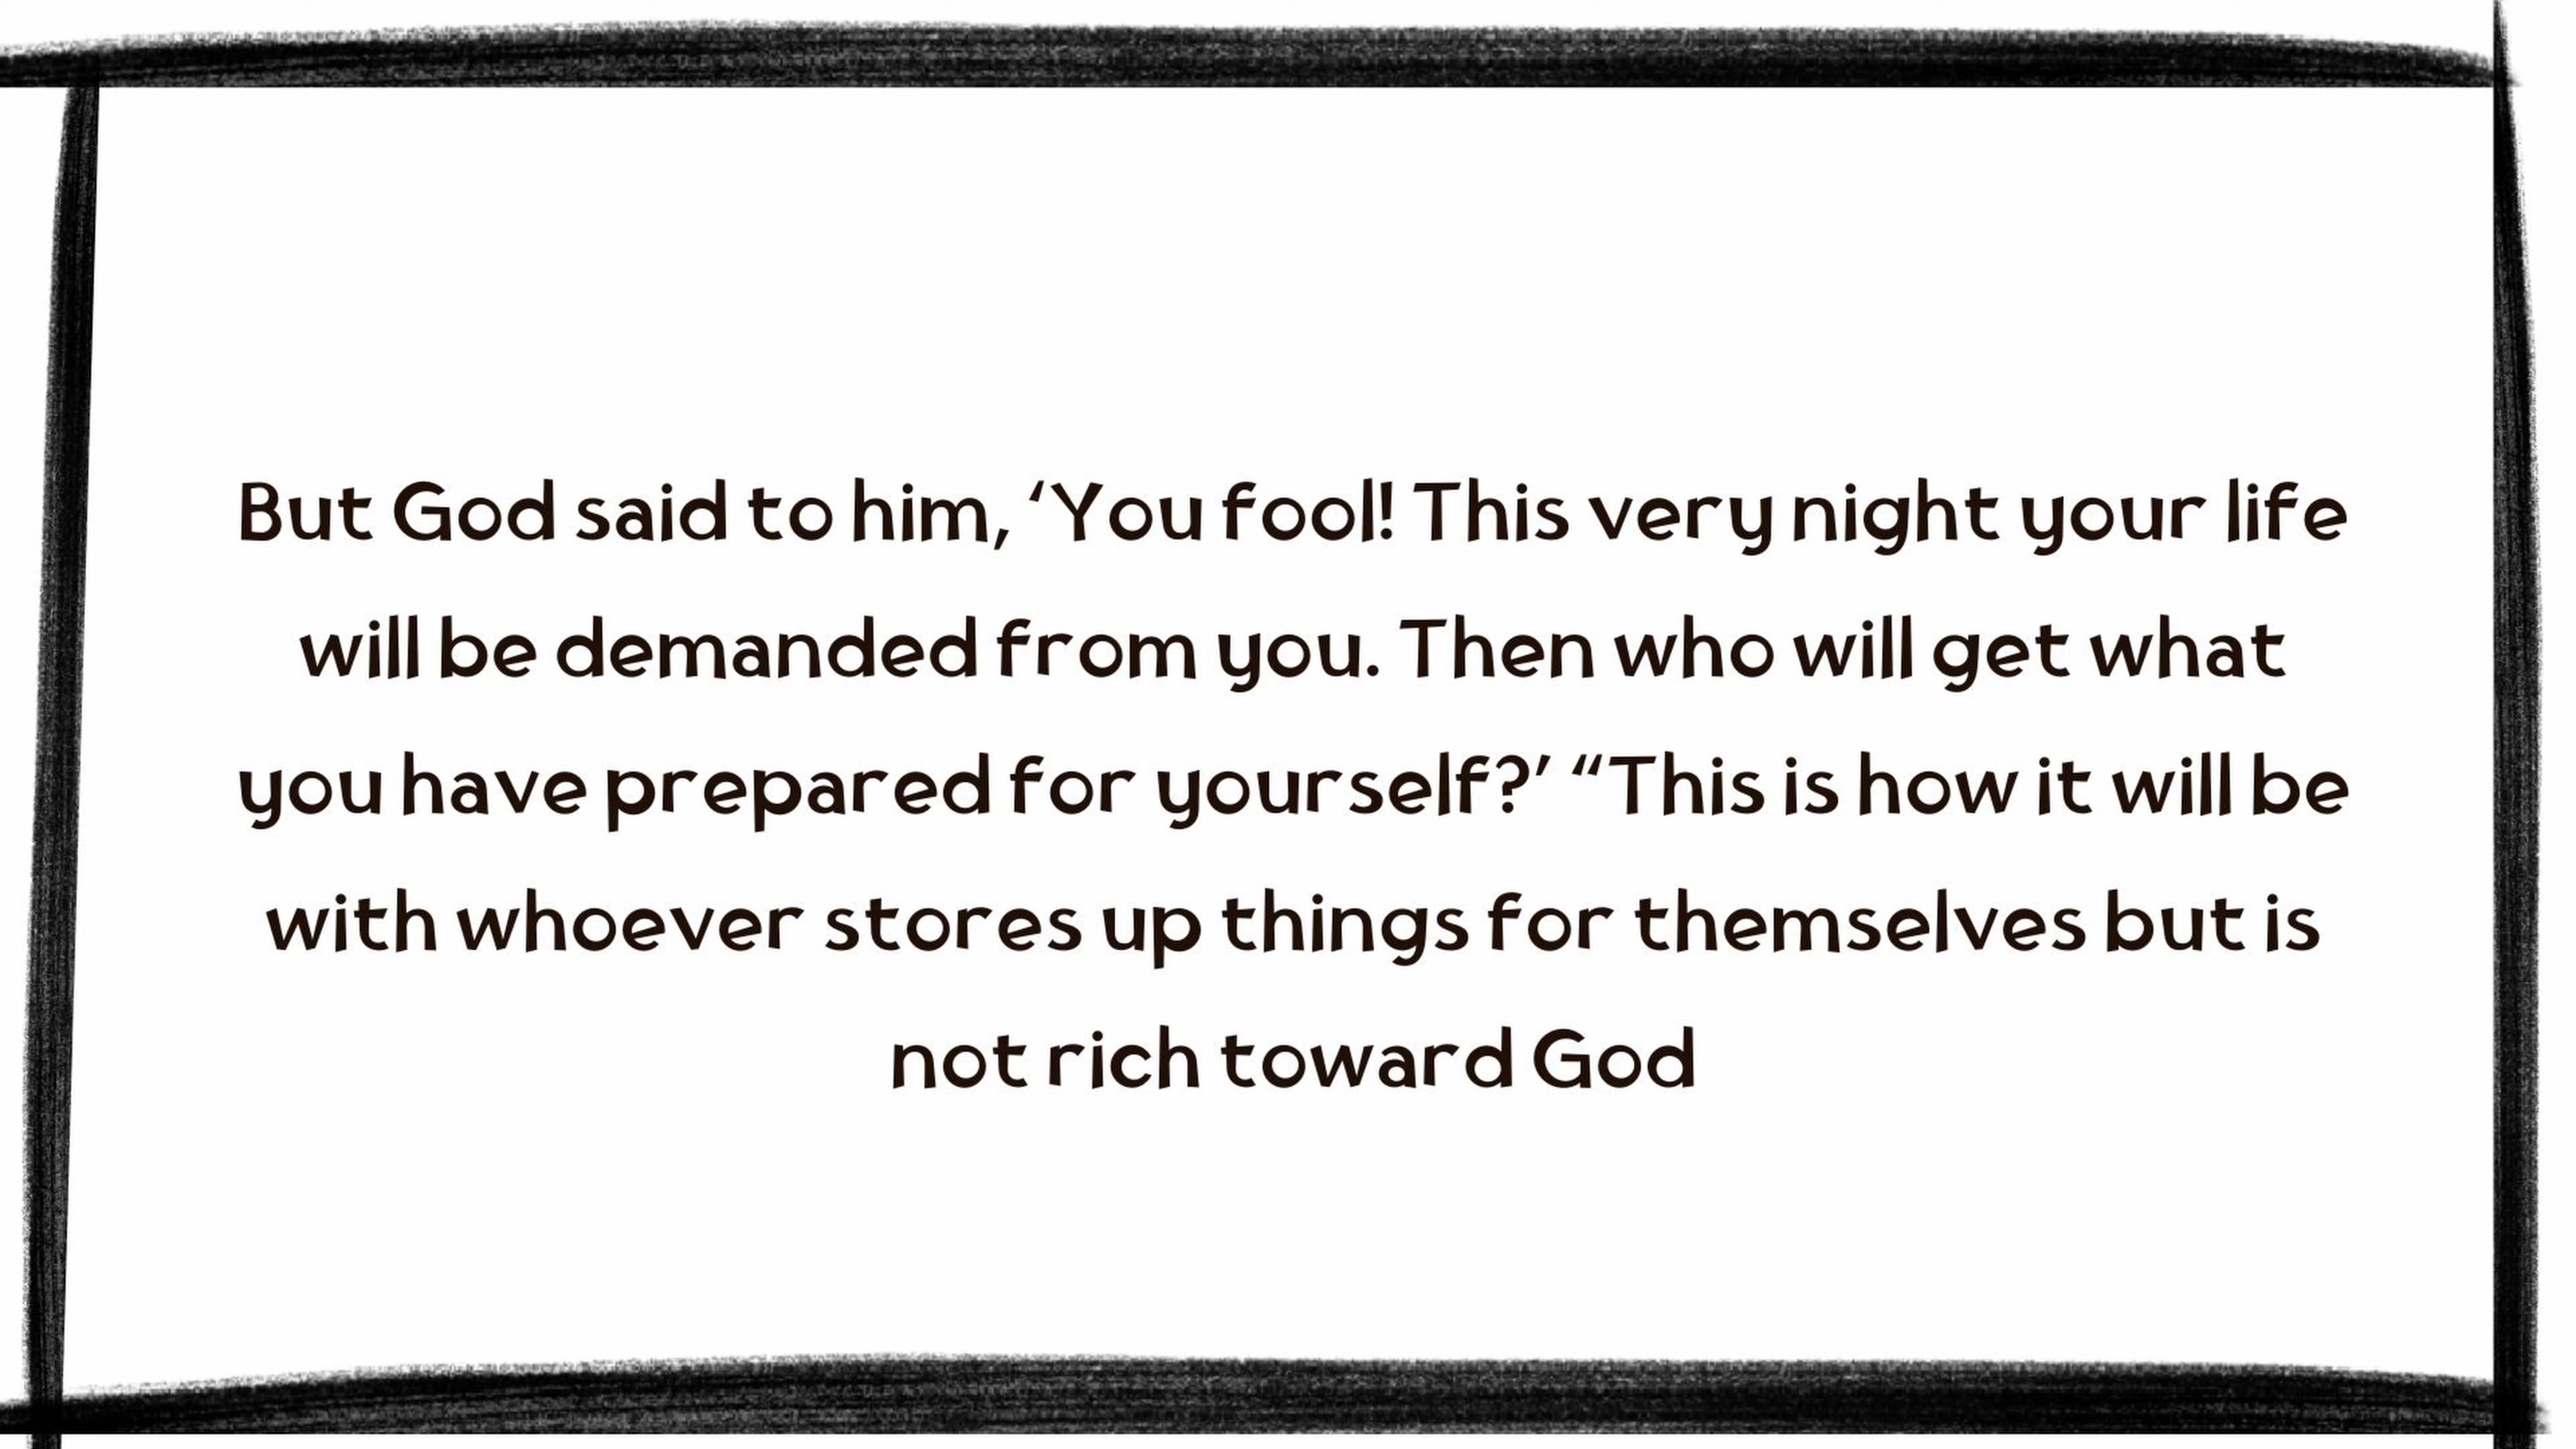 But God said to him, ‘You fool! This very night your life
will be demanded from you. Then who will get what
you have prepared for yourself?’ “This is how it will be
with whoever stores up things for themselves but is
not rich toward God